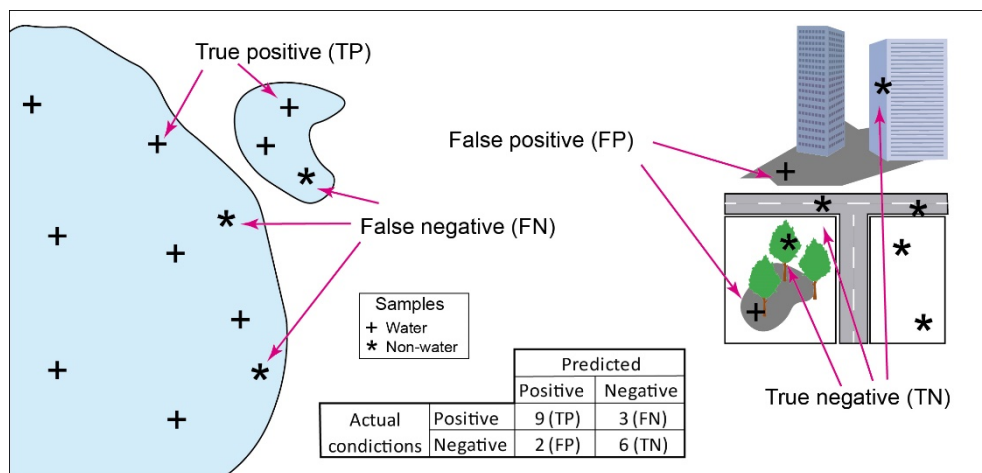 True positive (TP)
False positive (FP)
False negative (FN)
Samples
+ Water
* Non-water
Predicted
Positive Negative
Actual condictions Positive 9 (TP) 3 (FN)
Negative 2 (FP) 6 (TN)
True negative (TN)